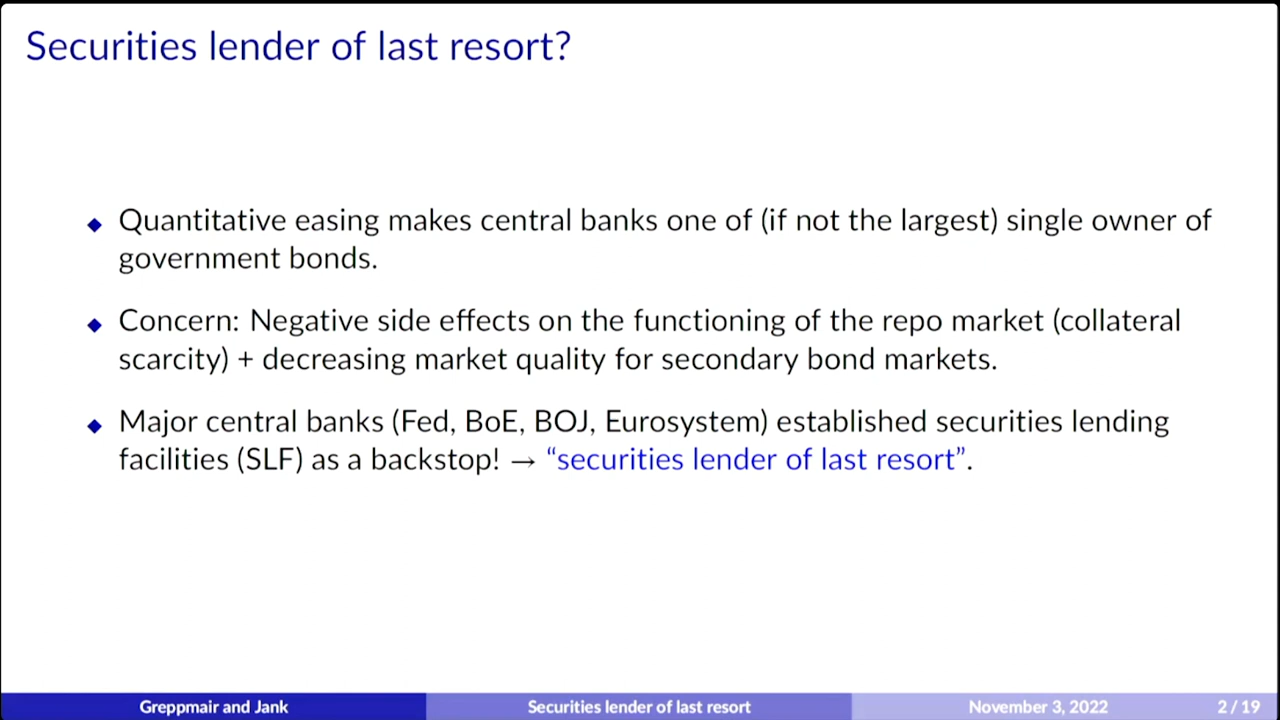 Securities lender of last resort?
Quantitative easing makes central banks one of (if not the largest) single owner of
government bonds.
Concern: Negative side effects on the functioning of the repo market (collateral
scarcity) + decreasing market quality for secondary bond markets.
Major central banks (Fed, BoE, BOJ, Eurosystem) established securities lending
facilities (SLF) as a backstop! → “securities lender of last resort”.
Greppmair and Jank
Securities lender of last resort
November 3, 2022
2 / 19